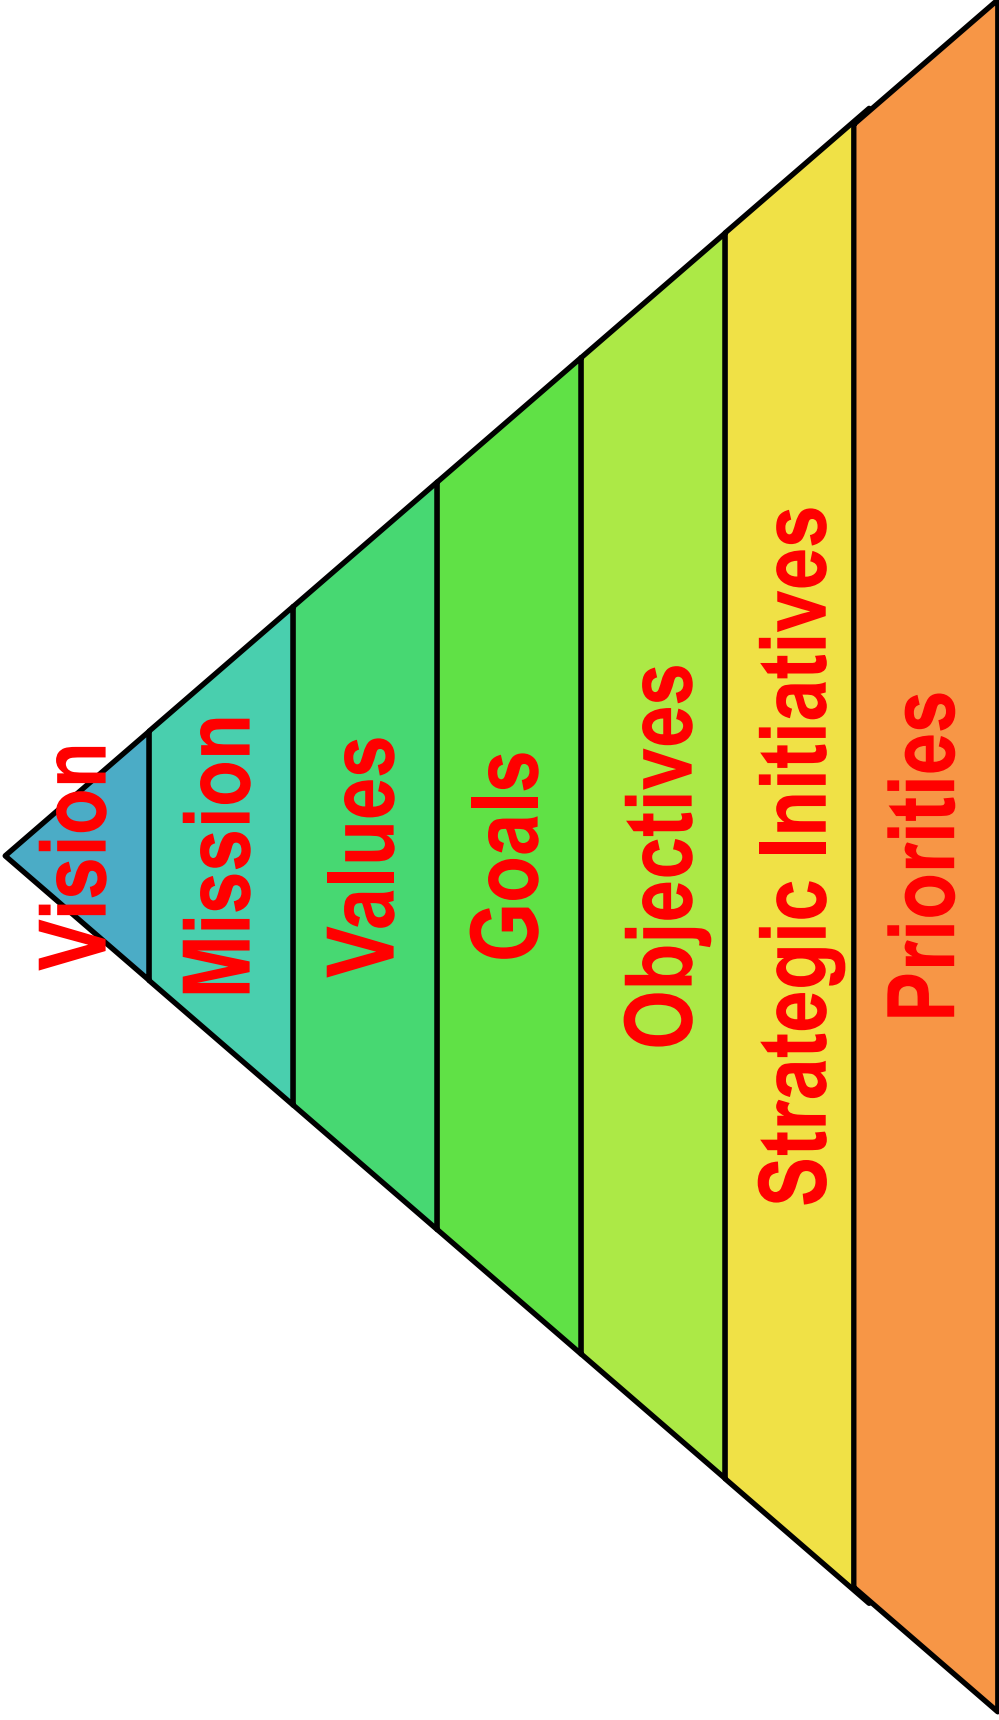 Vision
Mission
Values
Goals
Objectives
Strategic Initiatives
Priorities